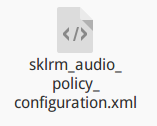 sklrm_audio_
policy_
configuration.xml